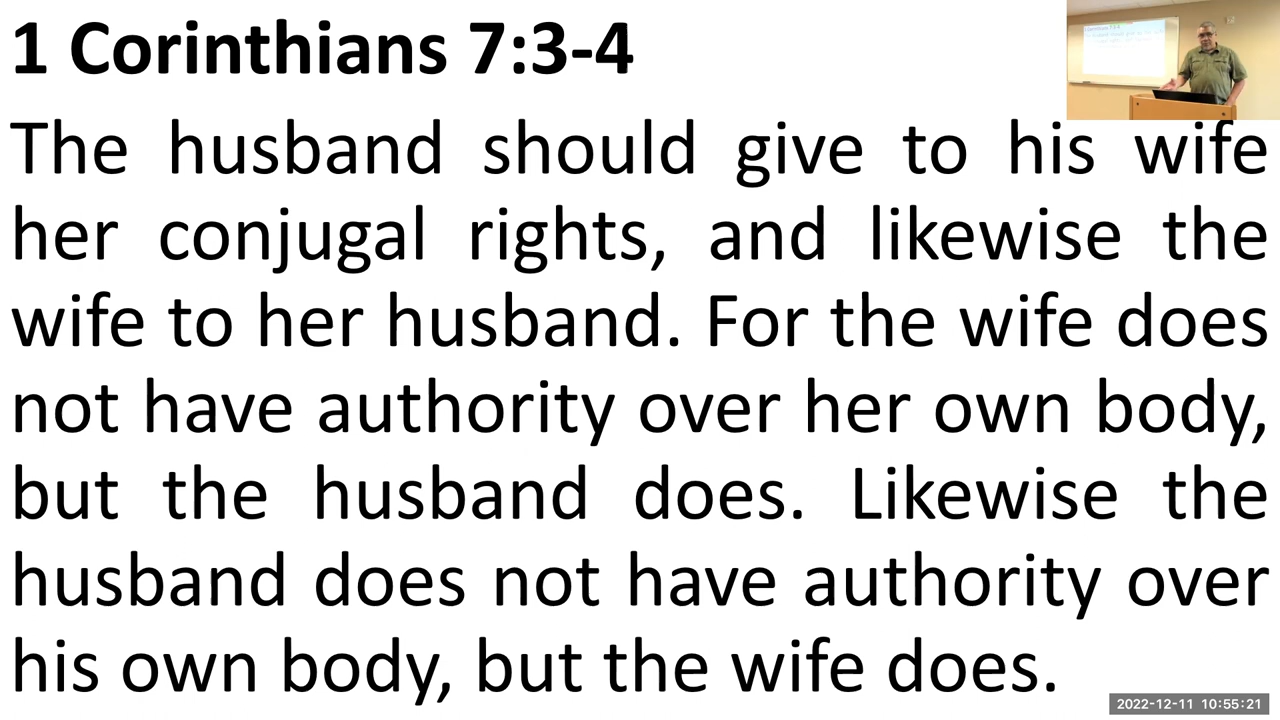 1 Corinthians 7:3-4
The husband should give to his wife
her conjugal rights, and likewise the
wife to her husband. For the wife does
not have authority over her own body,
but the husband does. Likewise the
husband does not have authority over
his own body, but the wife does.
2022-12-11 10:55:21